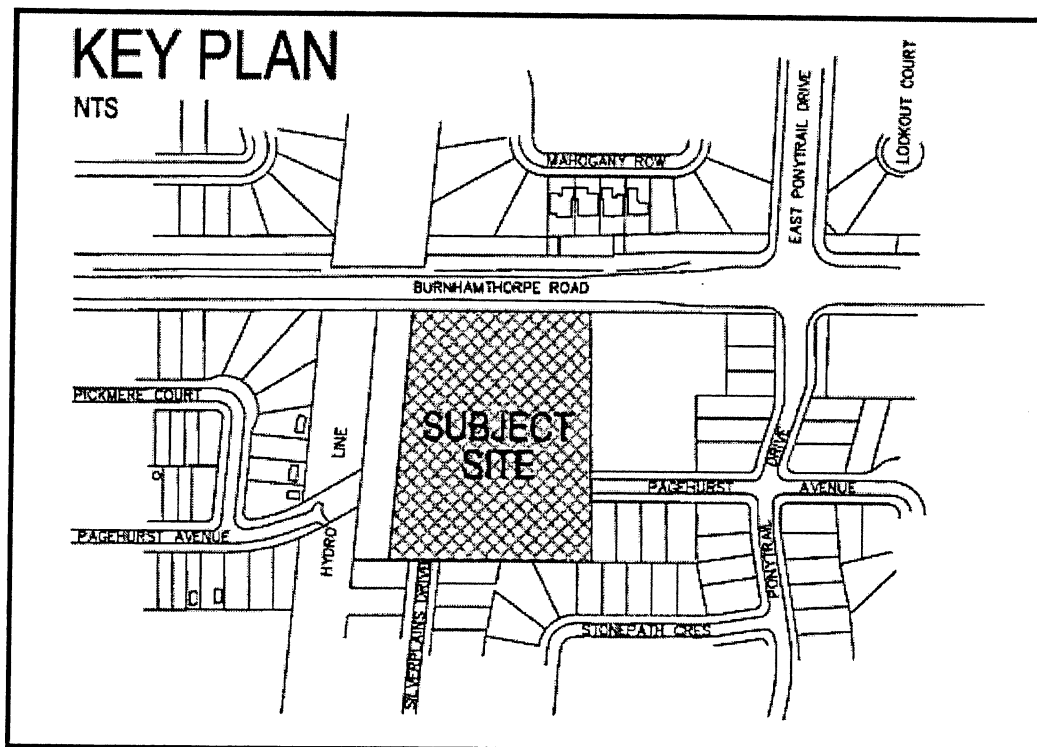 KEY PLAN
NTS
LOOKOUT COURT
EAST PONYTRAIL DRIVE
MAHOGANY ROW
BURNHAMTHORPE ROAD
PICKMERE COURT
SUBJECT
SITE
HYDRO LINE
DRIVE
PAGEHURST AVENUE
PAGEHURST AVENUE
PONYTRAIL
SILVERPLAINS DRIVE
STONEPATH CRES